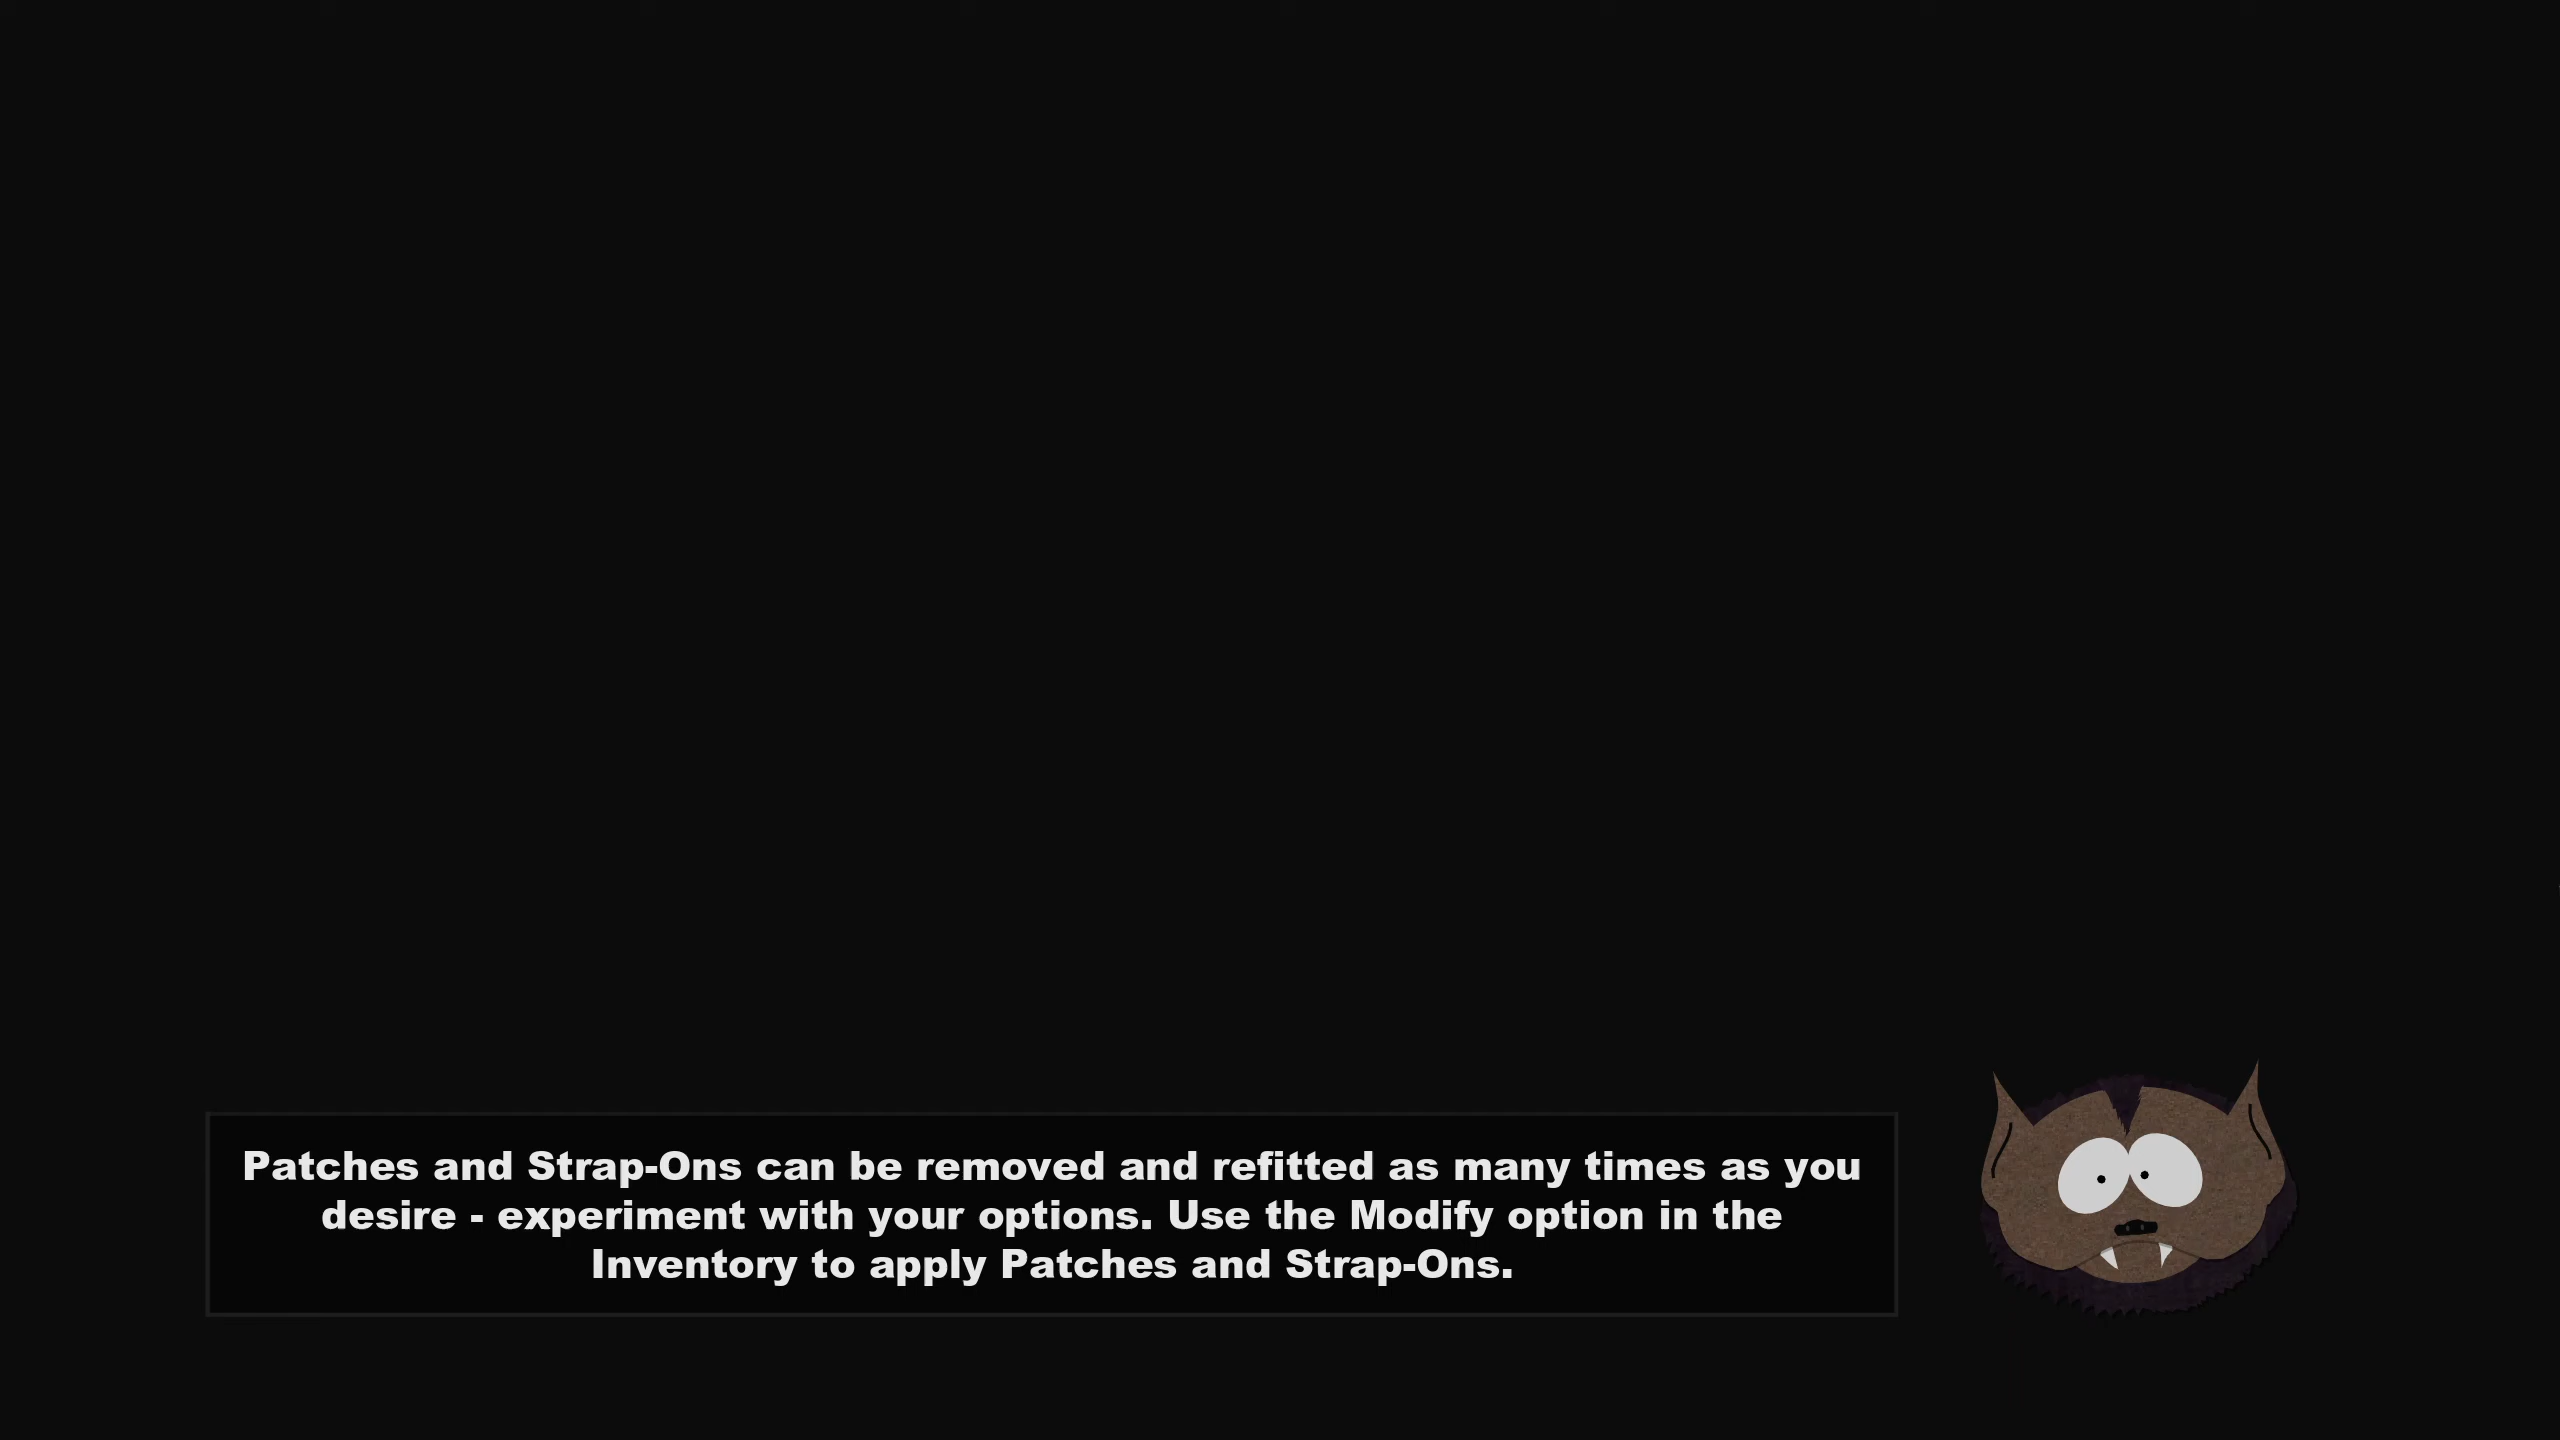 Patches and Strap-Ons can be removed and refitted as many times as you
desire - experiment with your options. Use the Modify option in the
Inventory to apply Patches and Strap-Ons.